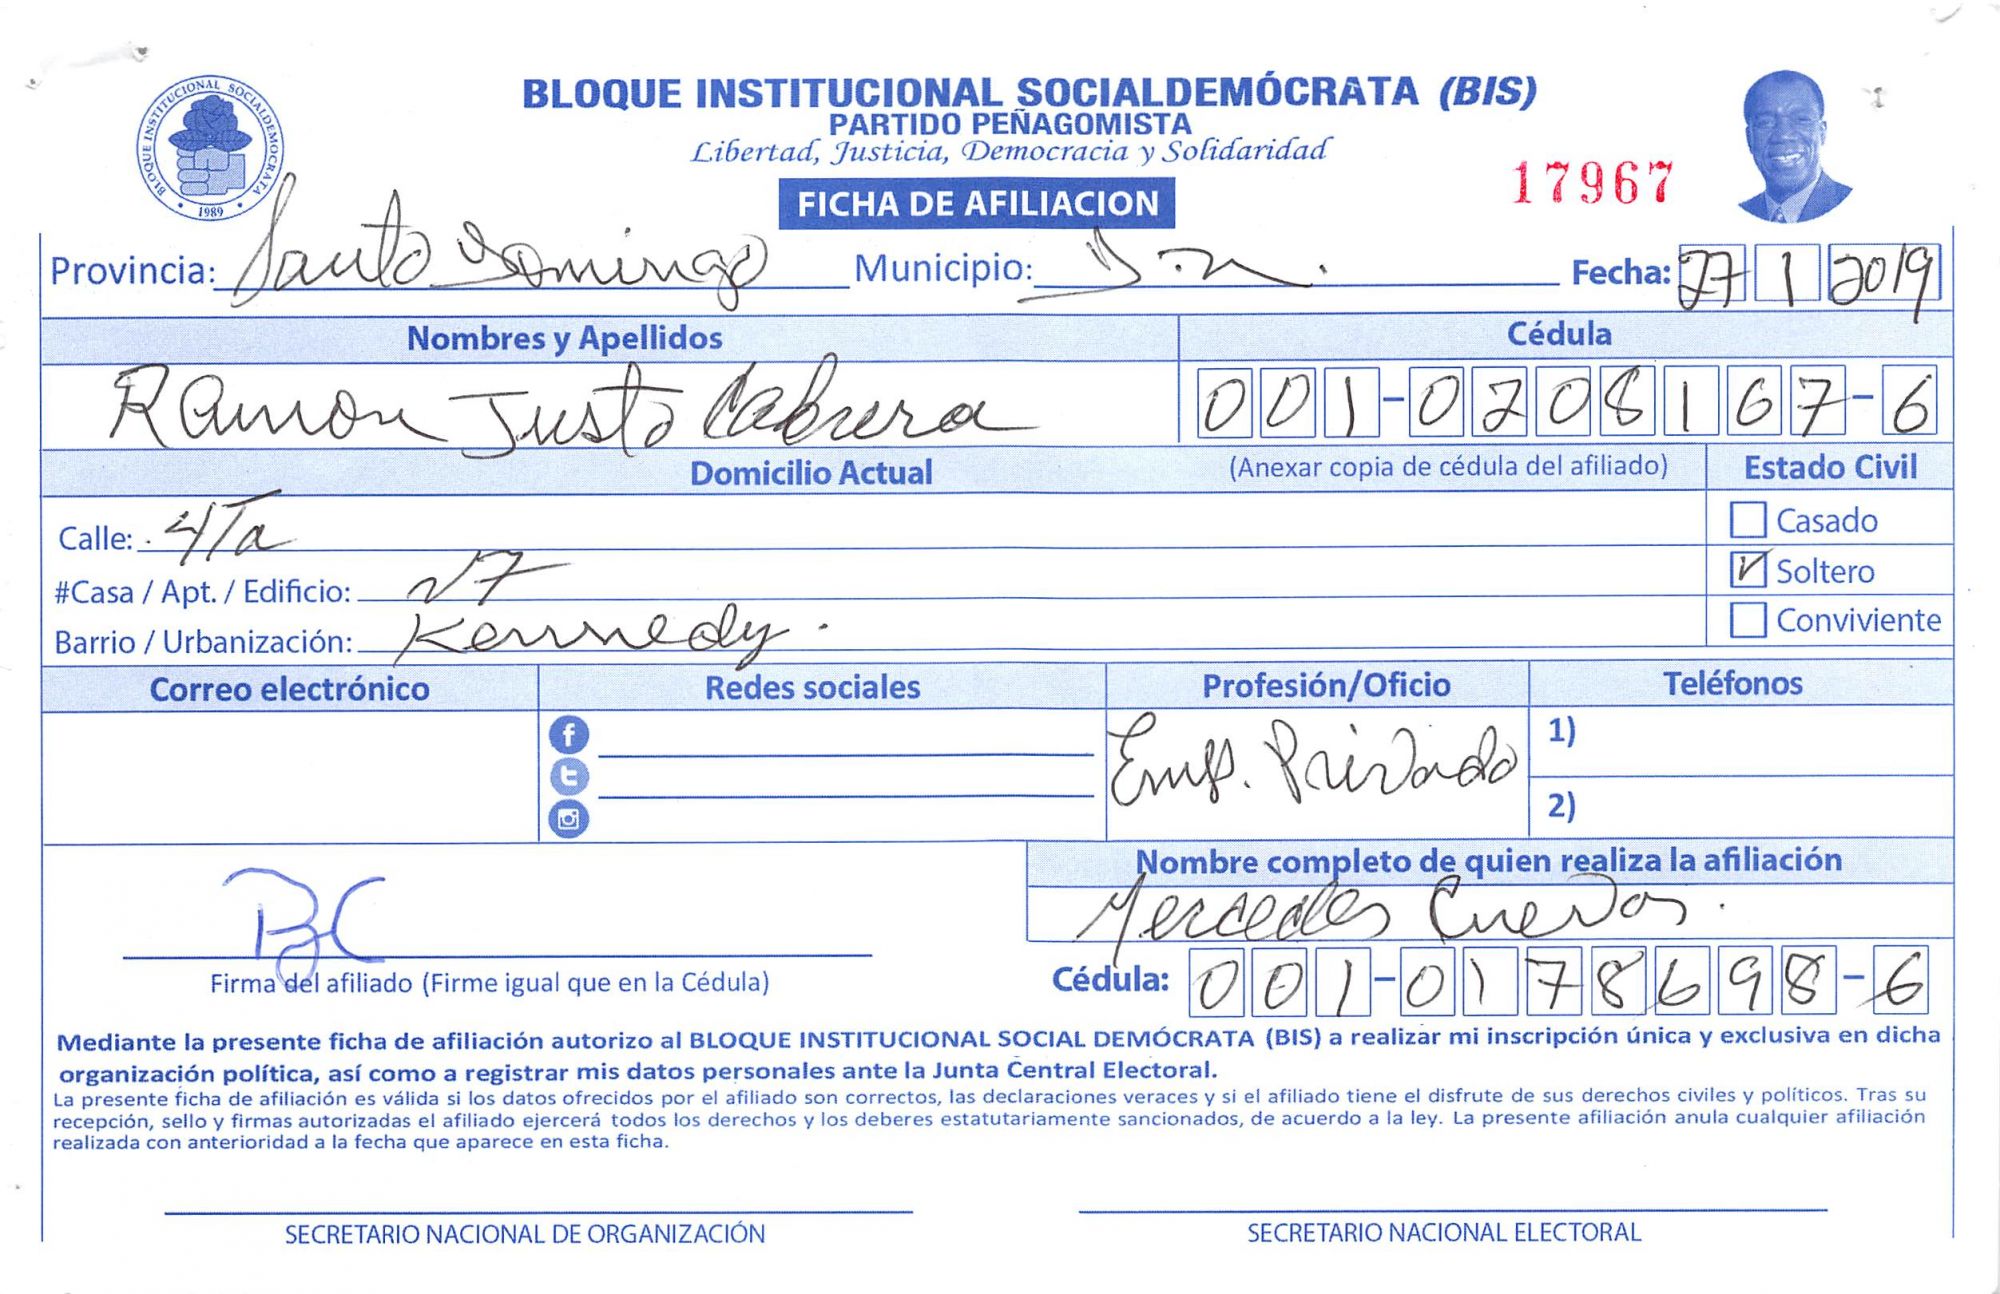 BLOQUE INSTITUCIONAL SOCIALDEMÓCRATA (BIS)
PARTIDO PEÑAGOMISTA
Libertad, Justicia, Democracia y Solidaridad
BLOQUE INSTITUCIONAL SOCIALDEMOCRATA
1989
17967
FICHA DE AFILIACION
Provincia: Santo Domingo Municipio: D.N. Fecha: 27 1 2019
Nombres y Apellidos Cédula
Ramon Justo Cabrera 001-0208167-6
Domicilio Actual (Anexar copia de cédula del afiliado) Estado Civil
Calle: 4Ta Casado
#Casa / Apt. / Edificio: 27 Soltero
Barrio / Urbanización: Kennedy. Conviviente
Correo electrónico Redes sociales Profesión/Oficio Teléfonos
Emp. Privado 1)
2)
Nombre completo de quien realiza la afiliación
Mercedes Cuevas.
Firma del afiliado (Firme igual que en la Cédula) Cédula: 001-0178698-6
Mediante la presente ficha de afiliación autorizo al BLOQUE INSTITUCIONAL SOCIAL DEMÓCRATA (BIS) a realizar mi inscripción única y exclusiva en dicha
organización política, así como a registrar mis datos personales ante la Junta Central Electoral.
La presente ficha de afiliación es válida si los datos ofrecidos por el afiliado son correctos, las declaraciones veraces y si el afiliado tiene el disfrute de sus derechos civiles y políticos. Tras su
recepción, sello y firmas autorizadas el afiliado ejercerá todos los derechos y los deberes estatutariamente sancionados, de acuerdo a la ley. La presente afiliación anula cualquier afiliación
realizada con anterioridad a la fecha que aparece en esta ficha.
SECRETARIO NACIONAL DE ORGANIZACIÓN SECRETARIO NACIONAL ELECTORAL